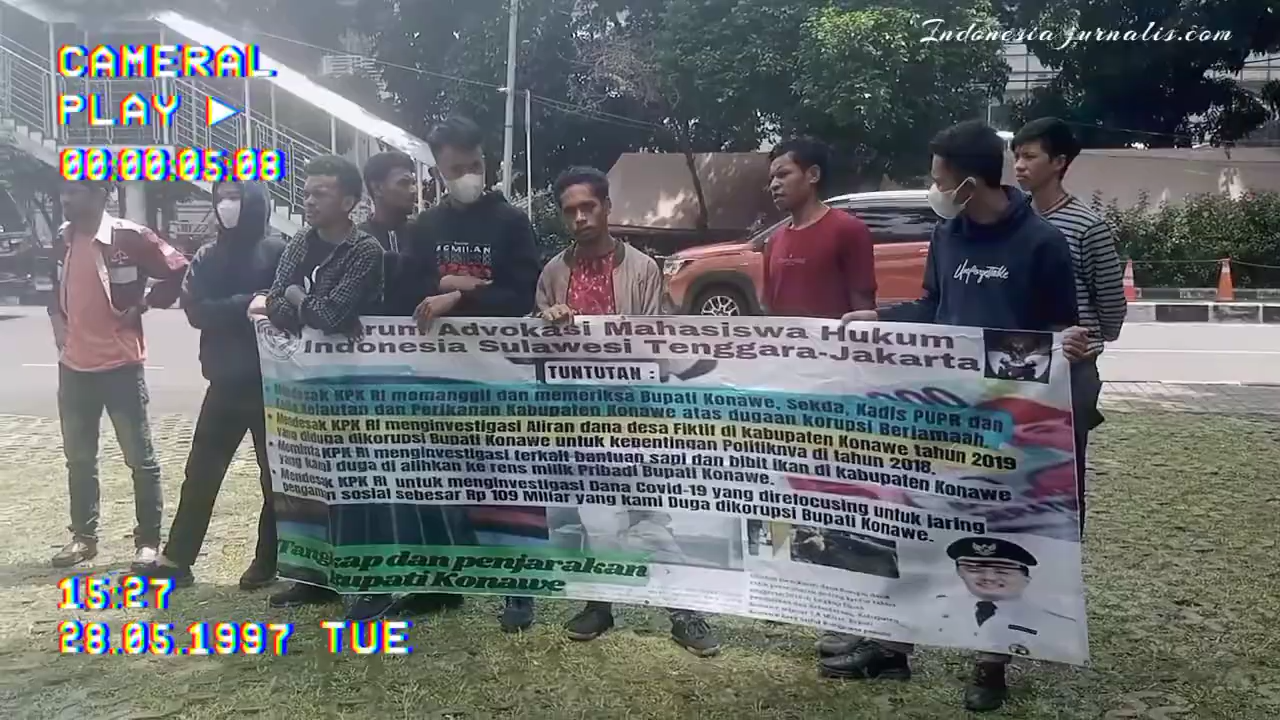 Indonesia jurnalis.com
CAMERAL
PLAY
00:00:05:08
UNFORGETTABLE
Forum Advokasi Mahasiswa Hukum
Indonesia Sulawesi Tenggara-Jakarta
TUNTUTAH :
Mendesak KPK RI memanggil dan memeriksa Bupati Konawe, sekda, Kadis PUPR dan
Kelautan dan Perikanan Kabupaten Konawe atas dugaan korupsi Berjamaah.
Mendesak KPK RI menginvestigasi Aliran dana desa Fiktif di Kabupaten Konawe tahun 2019
yang diduga dikorupsi Bupati Konawe untuk kepentingan Politiknya di tahun 2018.
Meminta KPK RI menginvestigasi terkait bantuan sapi dan bibit ikan di kabupaten Konawe
yang kami duga di alihkan ke rens milik Pribadi Bupati Konawe.
Mendesak KPK RI untuk menginvestigasi Dana Covid-19 yang direfocusing untuk jaring
pengaman sosial sebesar Rp 109 Miliar yang kami Duga dikorupsi Bupati Konawe.
Tangkap dan penjarakan
bupati Konawe
15:27
28.05.1997 TUE